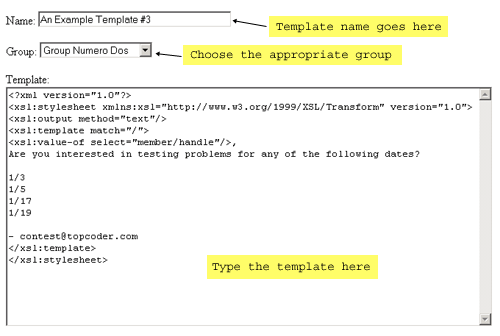 Name: An Example Template #3
Template name goes here
Group: Group Numero Dos
Choose the appropriate group
Template:
<?xml version="1.0"?>
<xsl:stylesheet xmlns:xsl="http://www.w3.org/1999/XSL/Transform" version="1.0">
<xsl:output method="text"/>
<xsl:template match="/">
<xsl:value-of select="member/handle"/>,
Are you interested in testing problems for any of the following dates?
1/3
1/5
1/17
1/19
- contest@topcoder.com
</xsl:template>
</xsl:stylesheet>
Type the template here